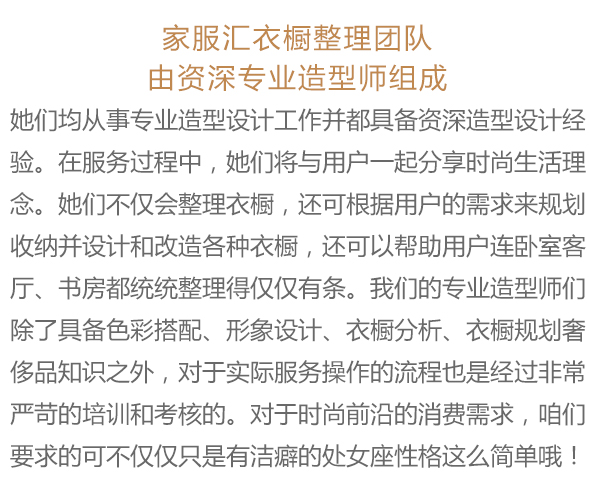 家服汇衣橱整理团队
由资深专业造型师组成
她们均从事专业造型设计工作并都具备资深造型设计经
验。在服务过程中，她们将与用户一起分享时尚生活理
念。她们不仅会整理衣橱，还可根据用户的需求来规划
收纳并设计和改造各种衣橱，还可以帮助用户连卧室客
厅、书房都统统整理得仅仅有条。我们的专业造型师们
除了具备色彩搭配、形象设计、衣橱分析、衣橱规划奢
侈品知识之外，对于实际服务操作的流程也是经过非常
严苛的培训和考核的。对于时尚前沿的消费需求，咱们
要求的可不仅仅只是有洁癖的处女座性格这么简单哦！